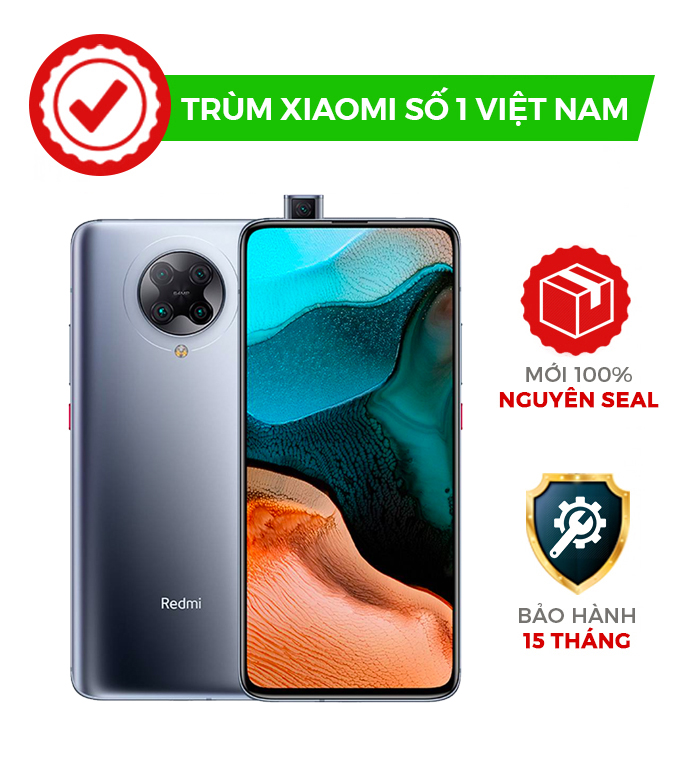 TRÙM XIAOMI SỐ 1 VIỆT NAM
MỚI 100%
NGUYÊN SEAL
Redmi
BẢO HÀNH
15 THÁNG